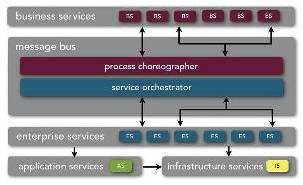 business services BS BS BS BS BS BS
message bus
process choreographer
service orchestrator
enterprise services ES ES ES ES ES ES
application services AS infrastructure services IS